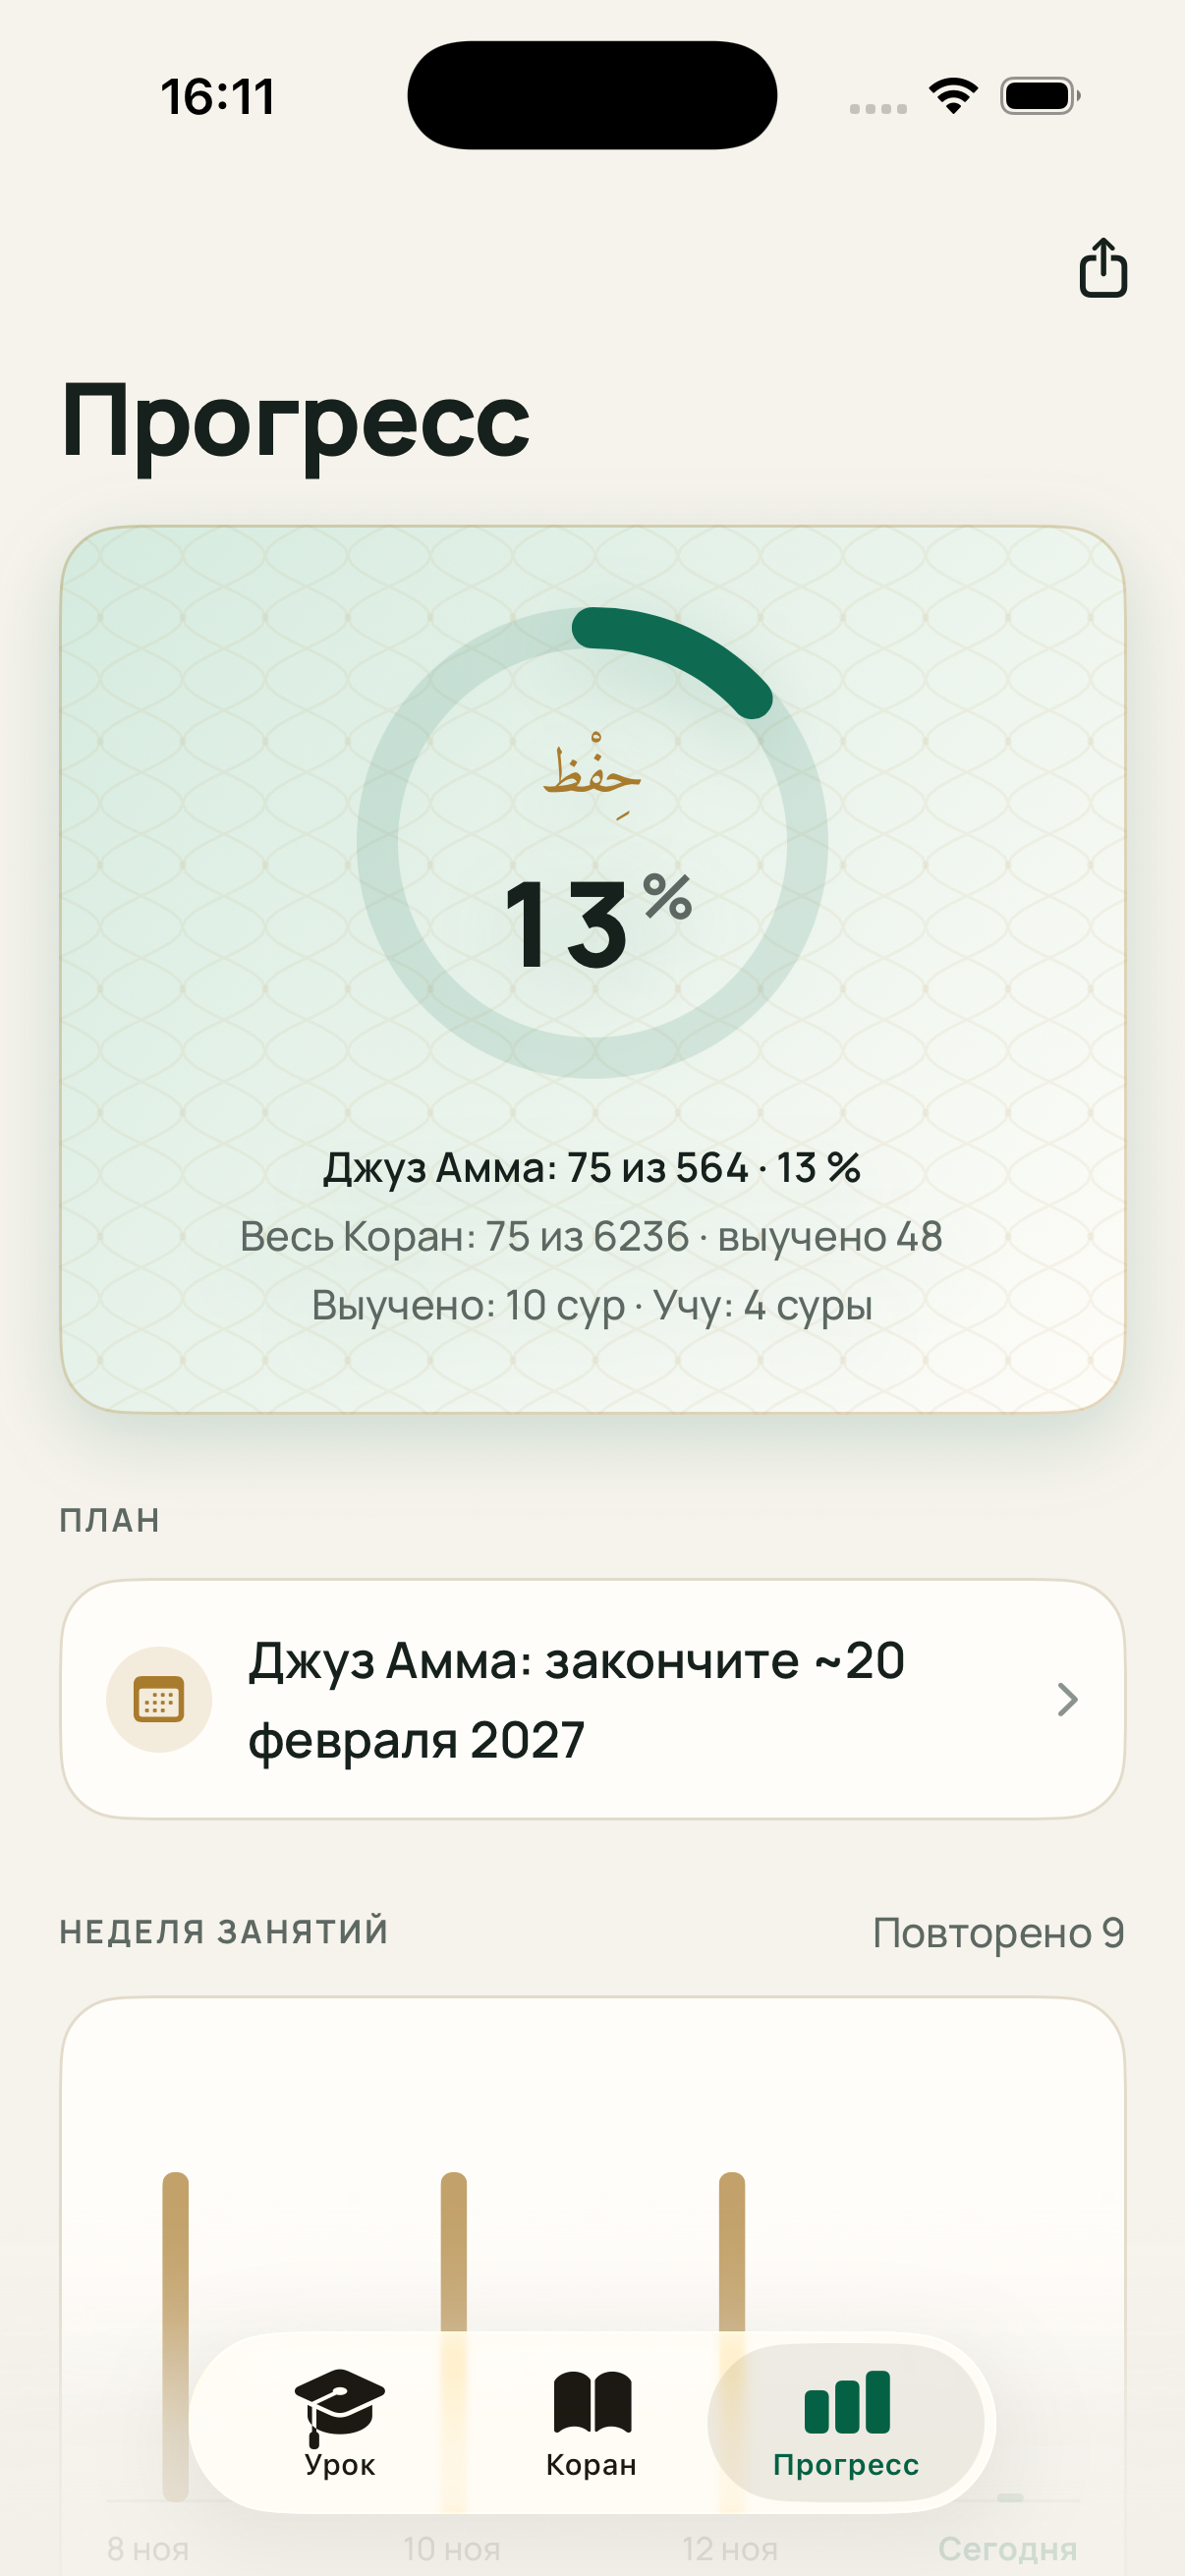 16:11
Прогресс
حِفْظ
13%
Джуз Амма: 75 из 564 · 13 %
Весь Коран: 75 из 6236 · выучено 48
Выучено: 10 сур · Учу: 4 суры
ПЛАН
Джуз Амма: закончите ~20
февраля 2027
НЕДЕЛЯ ЗАНЯТИЙ
Повторено 9
Урок
Коран
Прогресс
8 ноя
10 ноя
12 ноя
Сегодня